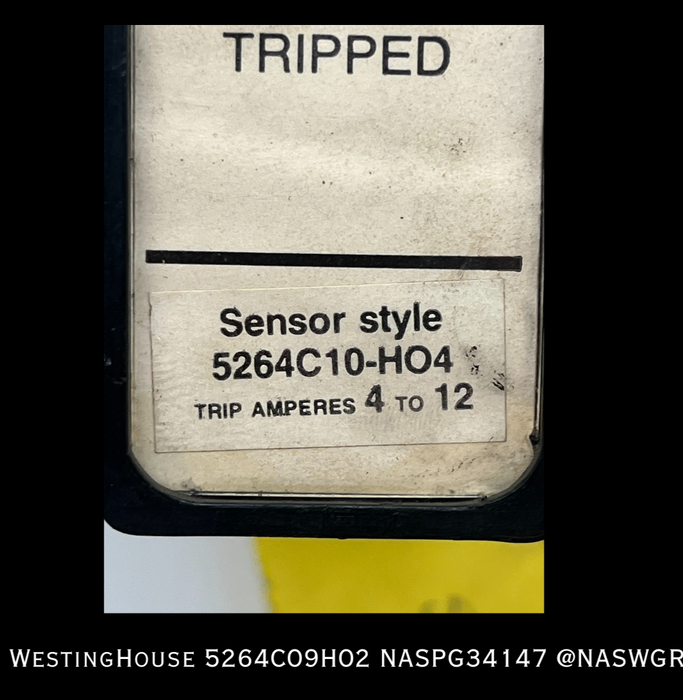 TRIPPED
Sensor style
5264C10-HO4
TRIP AMPERES 4 TO 12
WESTINGHOUSE 5264C09H02 NASPG34147 @NASWGR